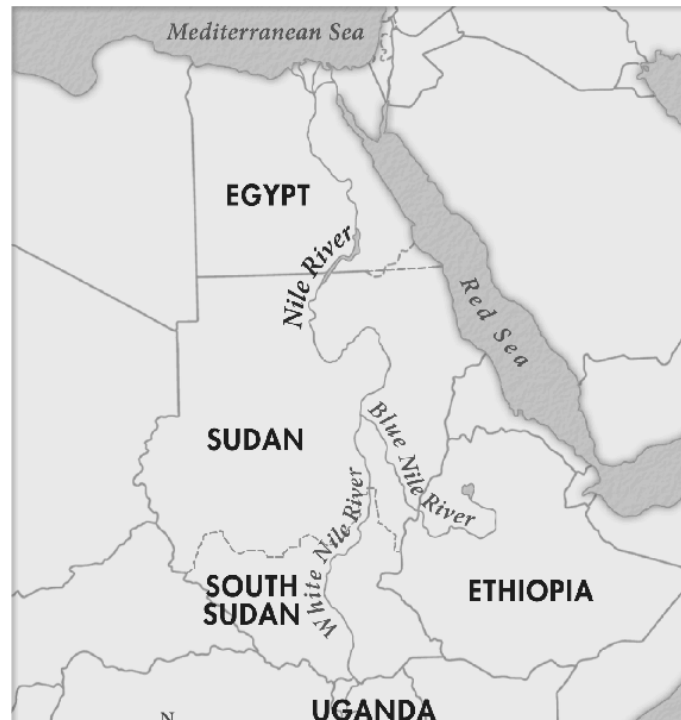 Mediterranean Sea
EGYPT
Nile River
Red Sea
SUDAN
Blue Nile River
White Nile River
SOUTH
SUDAN
ETHIOPIA
UGANDA
N